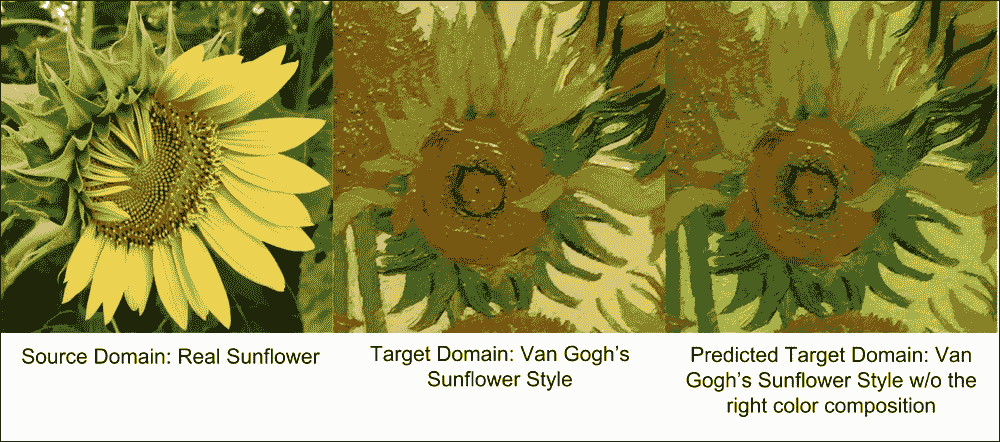 Source Domain: Real Sunflower
Target Domain: Van Gogh's
Sunflower Style
Predicted Target Domain: Van
Gogh's Sunflower Style w/o the
right color composition